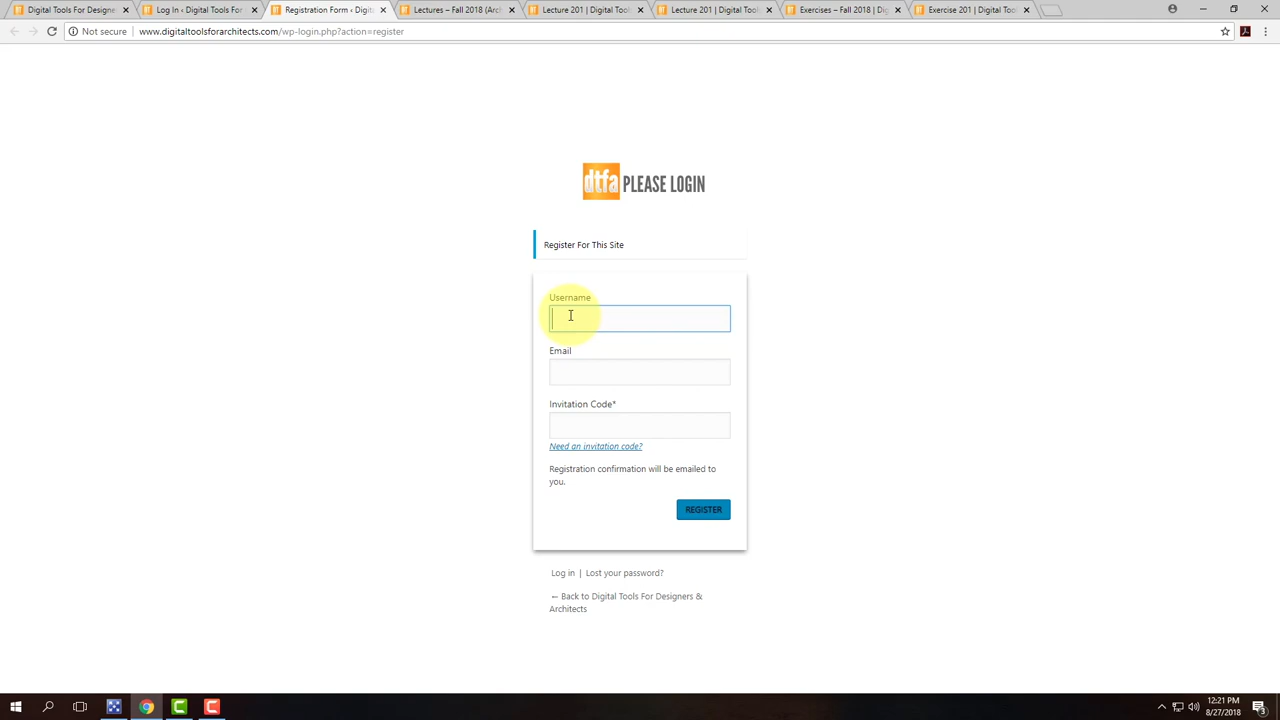 Digital Tools For Designe
Log In ‹ Digital Tools For
Registration Form ‹ Digit
Lectures – Fall 2018 (Arc
Lecture 201 | Digital Tool
Lecture 201 | Digital Tool
Exercises – Fall 2018 | Dig
Exercise 201 | Digital Too
Not secure
www.digitaltoolsforarchitects.com/wp-login.php?action=register
dtfa PLEASE LOGIN
Register For This Site
Username
Email
Invitation Code*
Need an invitation code?
Registration confirmation will be emailed to
you.
REGISTER
Log in | Lost your password?
← Back to Digital Tools For Designers &
Architects
12:21 PM
8/27/2018
3